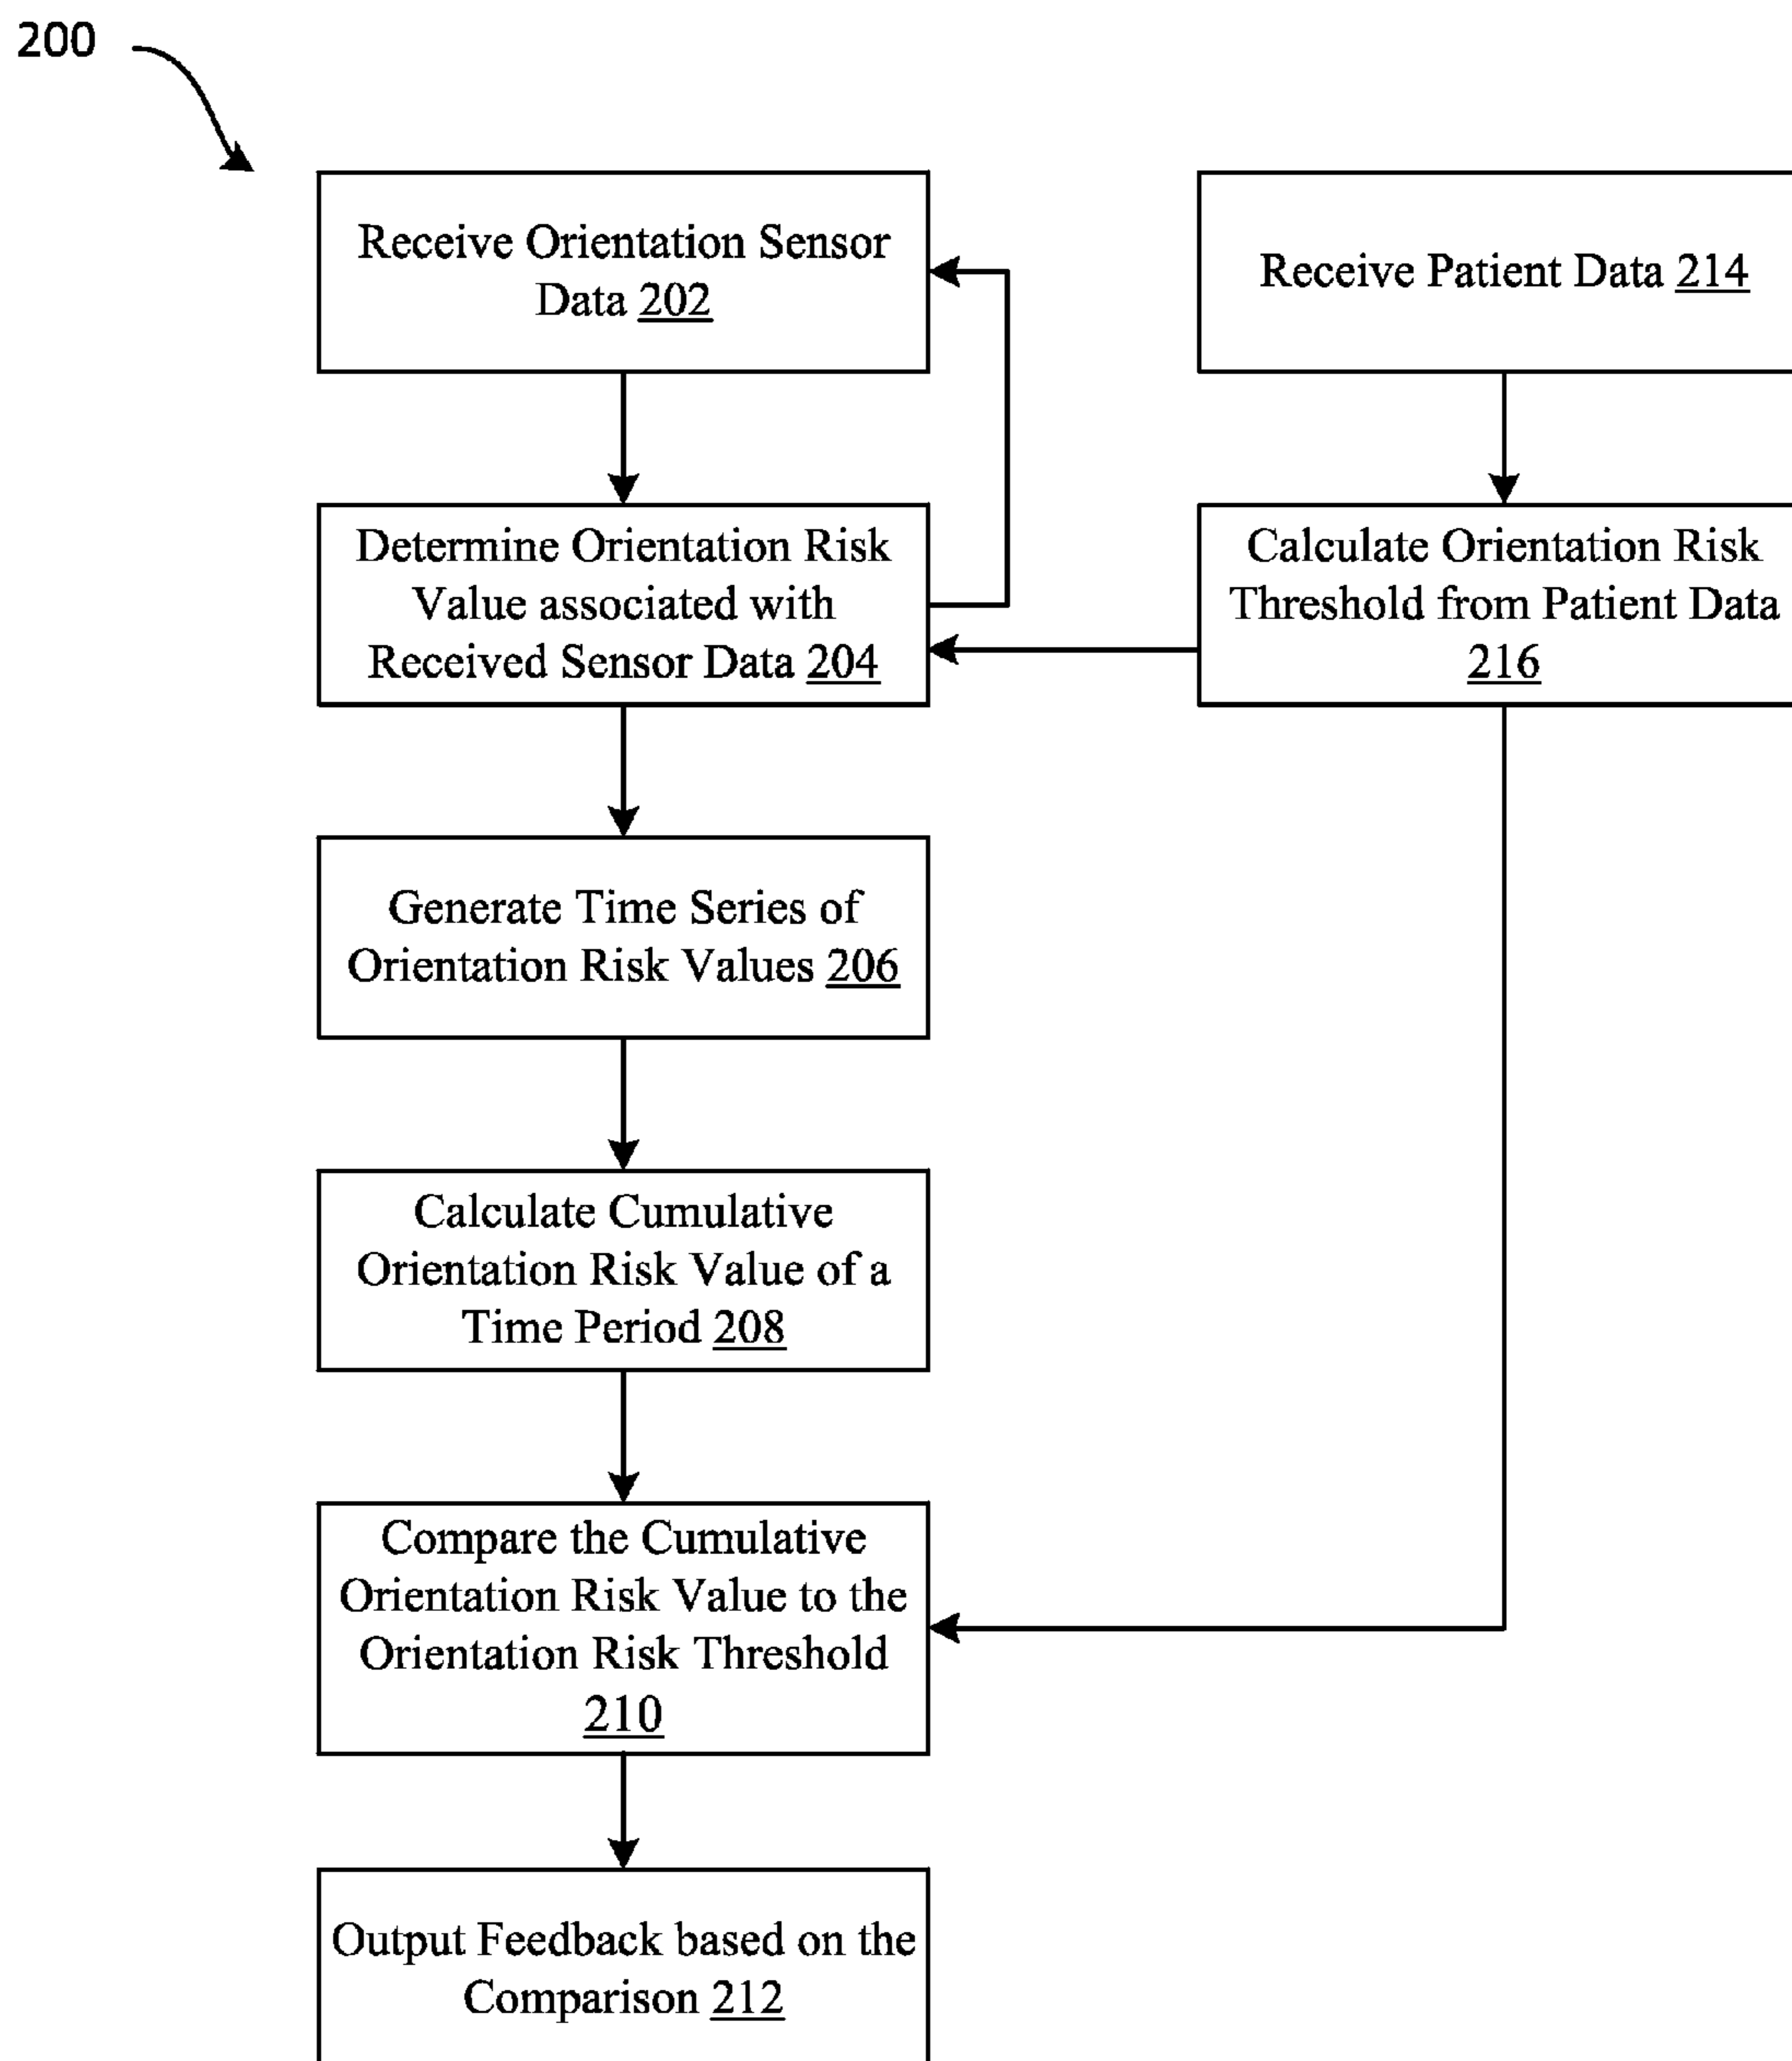 200
Receive Orientation Sensor
Data 202
Receive Patient Data 214
Determine Orientation Risk
Value associated with
Received Sensor Data 204
Calculate Orientation Risk
Threshold from Patient Data
216
Generate Time Series of
Orientation Risk Values 206
Calculate Cumulative
Orientation Risk Value of a
Time Period 208
Compare the Cumulative
Orientation Risk Value to the
Orientation Risk Threshold
210
Output Feedback based on the
Comparison 212